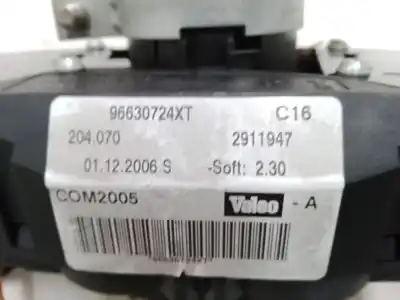 96630724XT C16
204.070 2911947
01.12.2006 S -Soft: 2.30
COM2005 Valeo - A